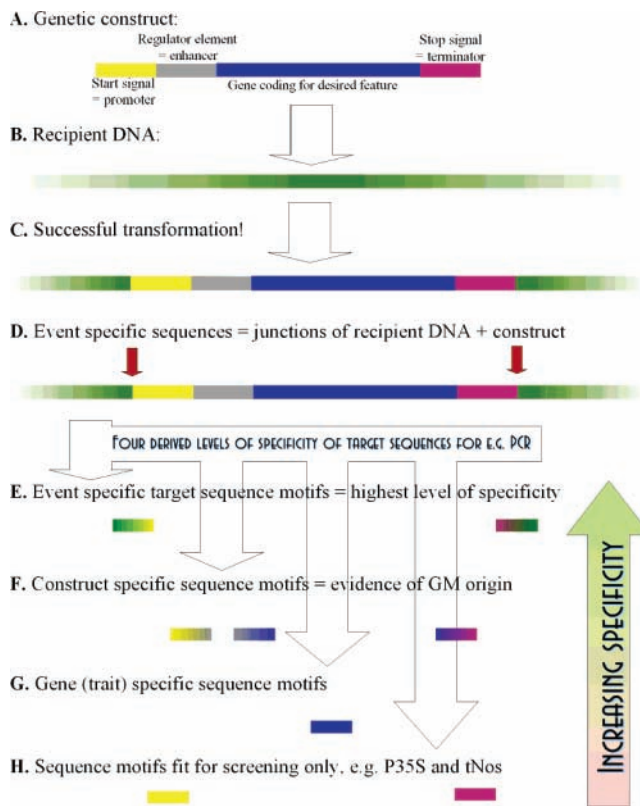 A. Genetic construct:
Regulator element
= enhancer
Stop signal
= terminator
Start signal
= promoter
Gene coding for desired feature
B. Recipient DNA:
C. Successful transformation!
D. Event specific sequences = junctions of recipient DNA + construct
FOUR DERIVED LEVELS OF SPECIFICITY OF TARGET SEQUENCES FOR E.G. PCR
E. Event specific target sequence motifs = highest level of specificity
F. Construct specific sequence motifs = evidence of GM origin
G. Gene (trait) specific sequence motifs
H. Sequence motifs fit for screening only, e.g. P35S and tNos
INCREASING SPECIFICITY